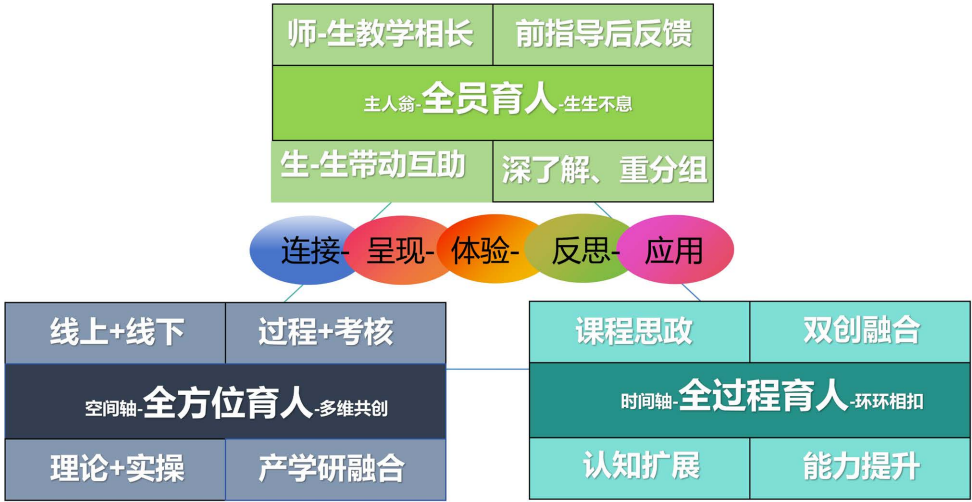 师-生教学相长
前指导后反馈
主人翁-全员育人-生生不息
生-生带动互助
深了解、重分组
连接-呈现-体验-反思-应用
线上+线下
过程+考核
空间轴-全方位育人-多维共创
理论+实操
产学研融合
课程思政
双创融合
时间轴-全过程育人-环环相扣
认知扩展
能力提升